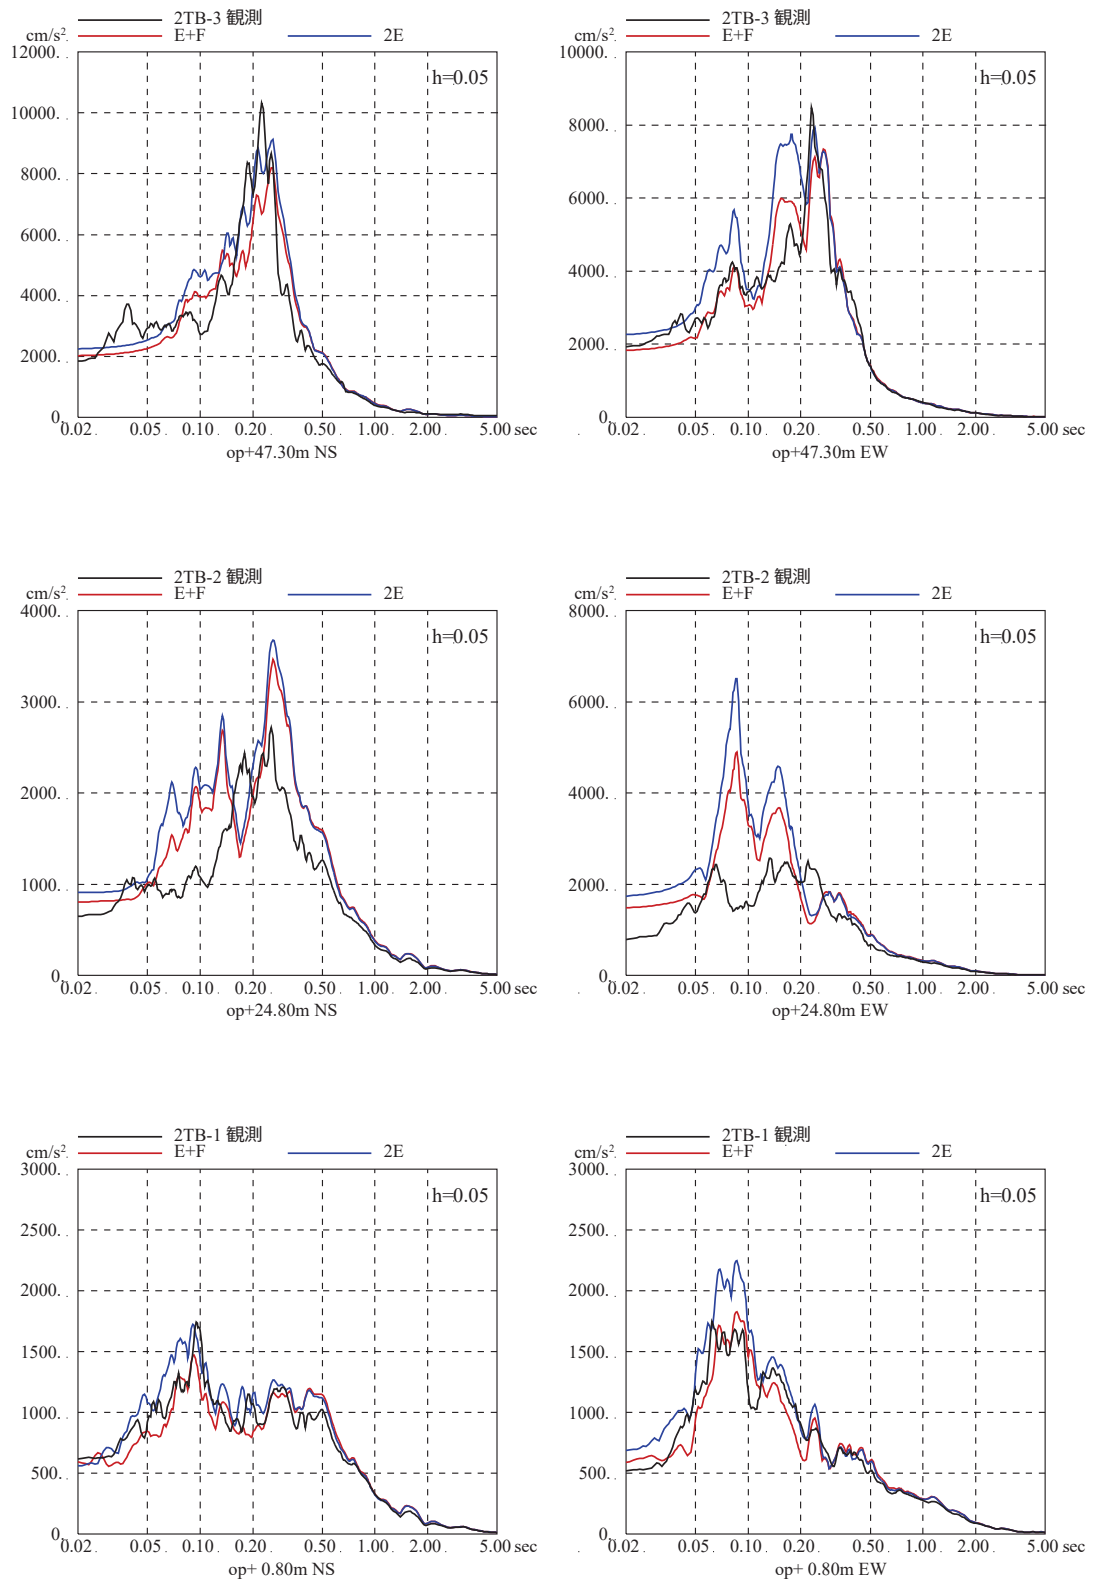 2TB-3 観測
cm/s².
E+F
2E
12000.
h=0.05
10000.
8000.
6000.
4000.
2000.
0.
0.02 0.05 0.10 0.20 0.50 1.00 2.00 5.00 sec
op+47.30m NS
2TB-3 観測
cm/s².
E+F
2E
10000.
h=0.05
8000.
6000.
4000.
2000.
0.
0.02 0.05 0.10 0.20 0.50 1.00 2.00 5.00 sec
op+47.30m EW
2TB-2 観測
cm/s².
E+F
2E
4000.
h=0.05
3000.
2000.
1000.
0.
0.02 0.05 0.10 0.20 0.50 1.00 2.00 5.00 sec
op+24.80m NS
2TB-2 観測
cm/s².
E+F
2E
8000.
h=0.05
6000.
4000.
2000.
0.
0.02 0.05 0.10 0.20 0.50 1.00 2.00 5.00 sec
op+24.80m EW
2TB-1 観測
cm/s².
E+F
2E
3000.
h=0.05
2500.
2000.
1500.
1000.
500.
0.
0.02 0.05 0.10 0.20 0.50 1.00 2.00 5.00 sec
op+ 0.80m NS
2TB-1 観測
cm/s².
E+F
2E
3000.
h=0.05
2500.
2000.
1500.
1000.
500.
0.
0.02 0.05 0.10 0.20 0.50 1.00 2.00 5.00 sec
op+ 0.80m EW